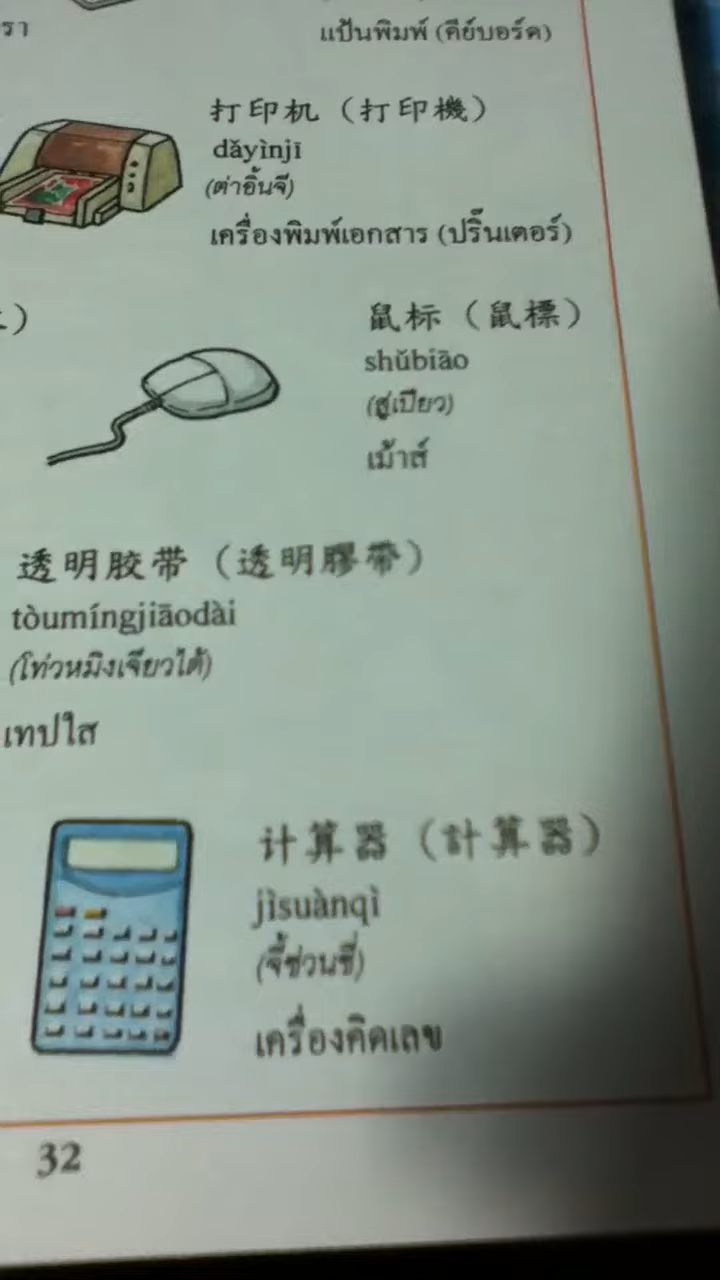 รา
แป้นพิมพ์ (คีย์บอร์ด)
打印机（打印機）
dǎyìnjī
(ต่าอิ้นจี)
เครื่องพิมพ์เอกสาร (ปริ๊นเตอร์)
鼠标（鼠標）
shǔbiāo
(สู่เปียว)
เม้าส์
透明胶带（透明膠帶）
tòumíngjiāodài
(โท่วหมิงเจียวไต้)
เทปใส
计算器（計算器）
jìsuànqì
(จี้ซ่วนชี่)
เครื่องคิดเลข
32